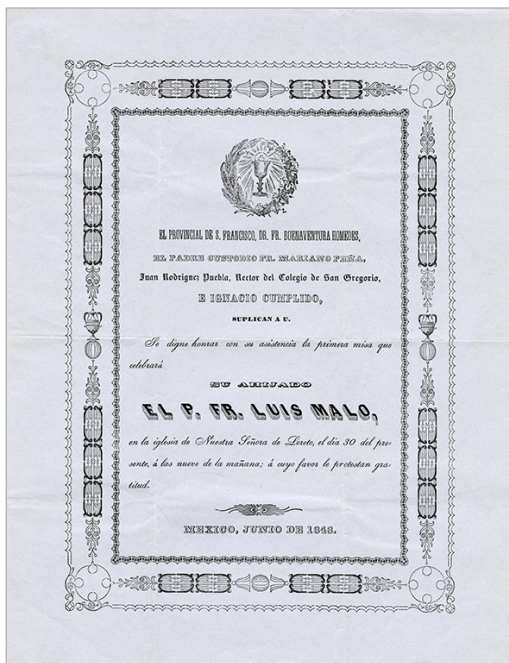 EL PROVINCIAL DE S. FRANCISCO, DR. FR. BUENAVENTURA HOMEDES,
EL PADRE CUSTODIO FR. MARIANO PEÑA,
Juan Rodriguez Puebla, Rector del Colegio de San Gregorio,
E IGNACIO CUMPLIDO,
SUPLICAN A U.
Se digne honrar con su asistencia la primera misa que
celebrará
SU AHIJADO
EL P. FR. LUIS MALO,
en la iglesia de Nuestra Señora de Loreto, el dia 30 del pre-
sente, á las nueve de la mañana; á cuyo favor le protestan gra-
titud.
MEXICO, JUNIO DE 1848.